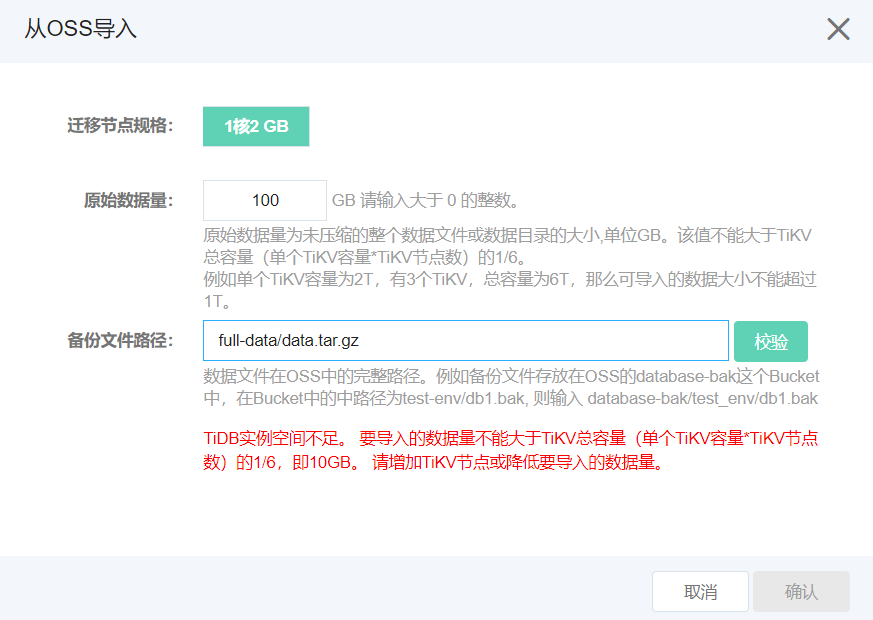 从OSS导入
迁移节点规格：
1核2 GB
原始数据量：
100
GB 请输入大于 0 的整数。
原始数据量为未压缩的整个数据文件或数据目录的大小,单位GB。该值不能大于TiKV
总容量（单个TiKV容量*TiKV节点数）的1/6。
例如单个TiKV容量为2T，有3个TiKV，总容量为6T，那么可导入的数据大小不能超过
1T。
备份文件路径：
full-data/data.tar.gz
校验
数据文件在OSS中的完整路径。例如备份文件存放在OSS的database-bak这个Bucket
中，在Bucket中的中路径为test-env/db1.bak, 则输入 database-bak/test_env/db1.bak
TiDB实例空间不足。 要导入的数据量不能大于TiKV总容量（单个TiKV容量*TiKV节点
数）的1/6，即10GB。 请增加TiKV节点或降低要导入的数据量。
取消
确认